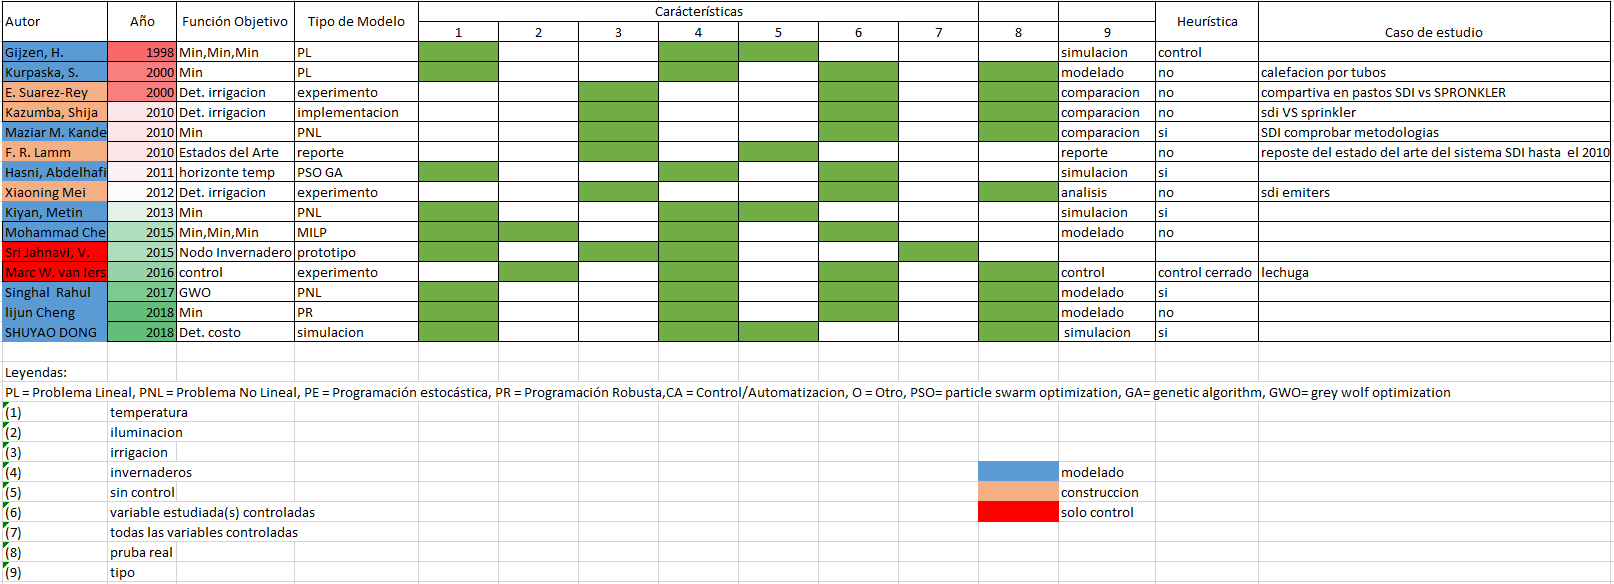 Autor Año Función Objetivo Tipo de Modelo Carácterísticas Heurística Caso de estudio
1 2 3 4 5 6 7 8 9
Gijzen, H. 1998 Min,Min,Min PL simulacion control
Kurpaska, S. 2000 Min PL modelado no calefacion por tubos
E. Suarez-Rey 2000 Det. irrigacion experimento comparacion no compartiva en pastos SDI vs SPRONKLER
Kazumba, Shija 2010 Det. irrigacion implementacion comparacion no sdi VS sprinkler
Maziar M. Kande 2010 Min PNL comparacion si SDI comprobar metodologias
F. R. Lamm 2010 Estados del Arte reporte reporte no reposte del estado del arte del sistema SDI hasta el 2010
Hasni, Abdelhafi 2011 horizonte temp PSO GA simulacion si
Xiaoning Mei 2012 Det. irrigacion experimento analisis no sdi emiters
Kiyan, Metin 2013 Min PNL simulacion si
Mohammad Che 2015 Min,Min,Min MILP modelado no
Sri Jahnavi, V. 2015 Nodo Invernadero prototipo
Marc W. van Iers 2016 control experimento control control cerrado lechuga
Singhal Rahul 2017 GWO PNL modelado si
lijun Cheng 2018 Min PR modelado no
SHUYAO DONG 2018 Det. costo simulacion simulacion si
Leyendas:
PL = Problema Lineal, PNL = Problema No Lineal, PE = Programación estocástica, PR = Programación Robusta,CA = Control/Automatizacion, O = Otro, PSO= particle swarm optimization, GA= genetic algorithm, GWO= grey wolf optimization
(1) temperatura
(2) iluminacion
(3) irrigacion
(4) invernaderos modelado
(5) sin control construccion
(6) variable estudiada(s) controladas solo control
(7) todas las variables controladas
(8) pruba real
(9) tipo